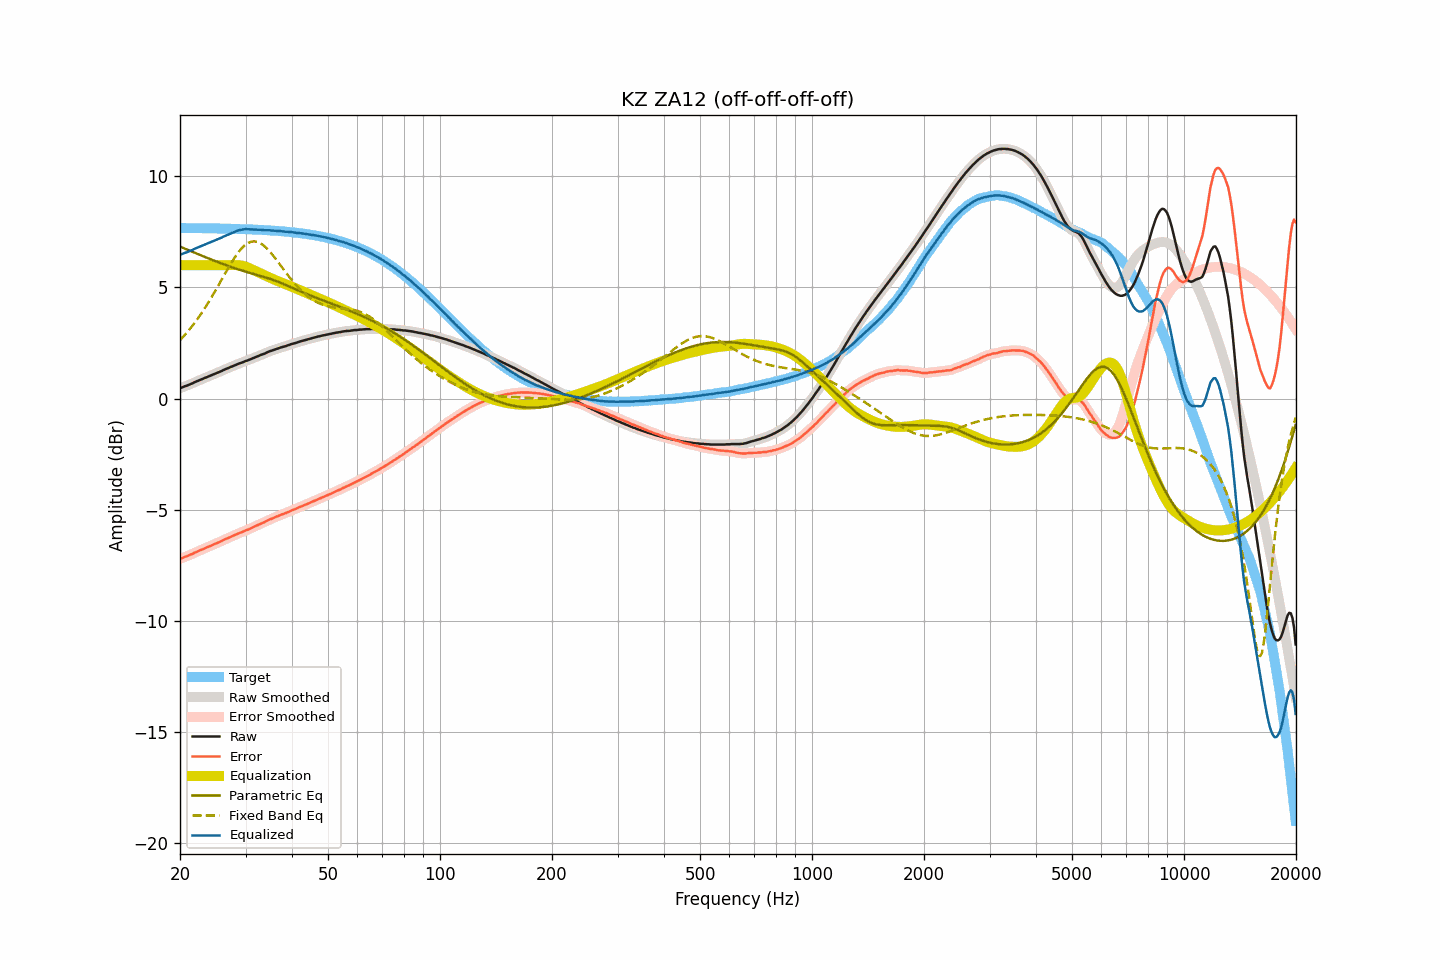 KZ ZA12 (off-off-off-off)
Amplitude (dBr)
10
5
0
−5
−10
−15
−20
Target
Raw Smoothed
Error Smoothed
Raw
Error
Equalization
Parametric Eq
Fixed Band Eq
Equalized
20 50 100 200 500 1000 2000 5000 10000 20000
Frequency (Hz)